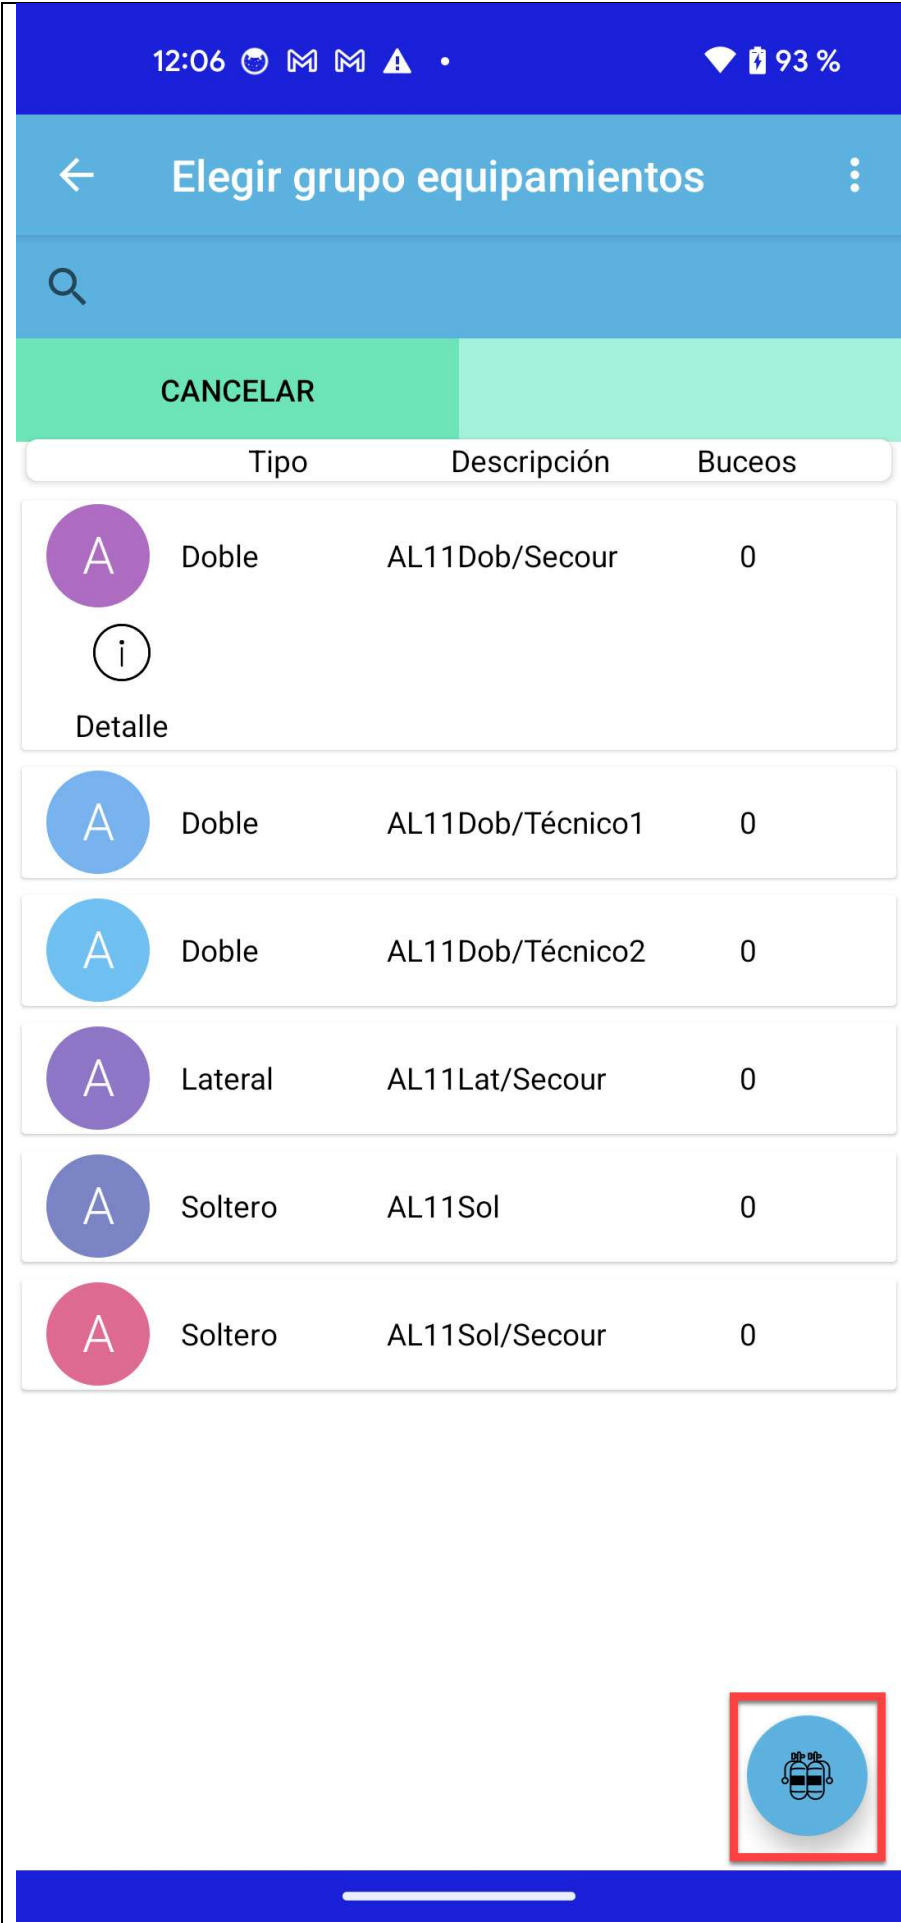 12:06 93 %
Elegir grupo equipamientos
CANCELAR
Tipo Descripción Buceos
A Doble AL11Dob/Secour 0
i
Detalle
A Doble AL11Dob/Técnico1 0
A Doble AL11Dob/Técnico2 0
A Lateral AL11Lat/Secour 0
A Soltero AL11Sol 0
A Soltero AL11Sol/Secour 0